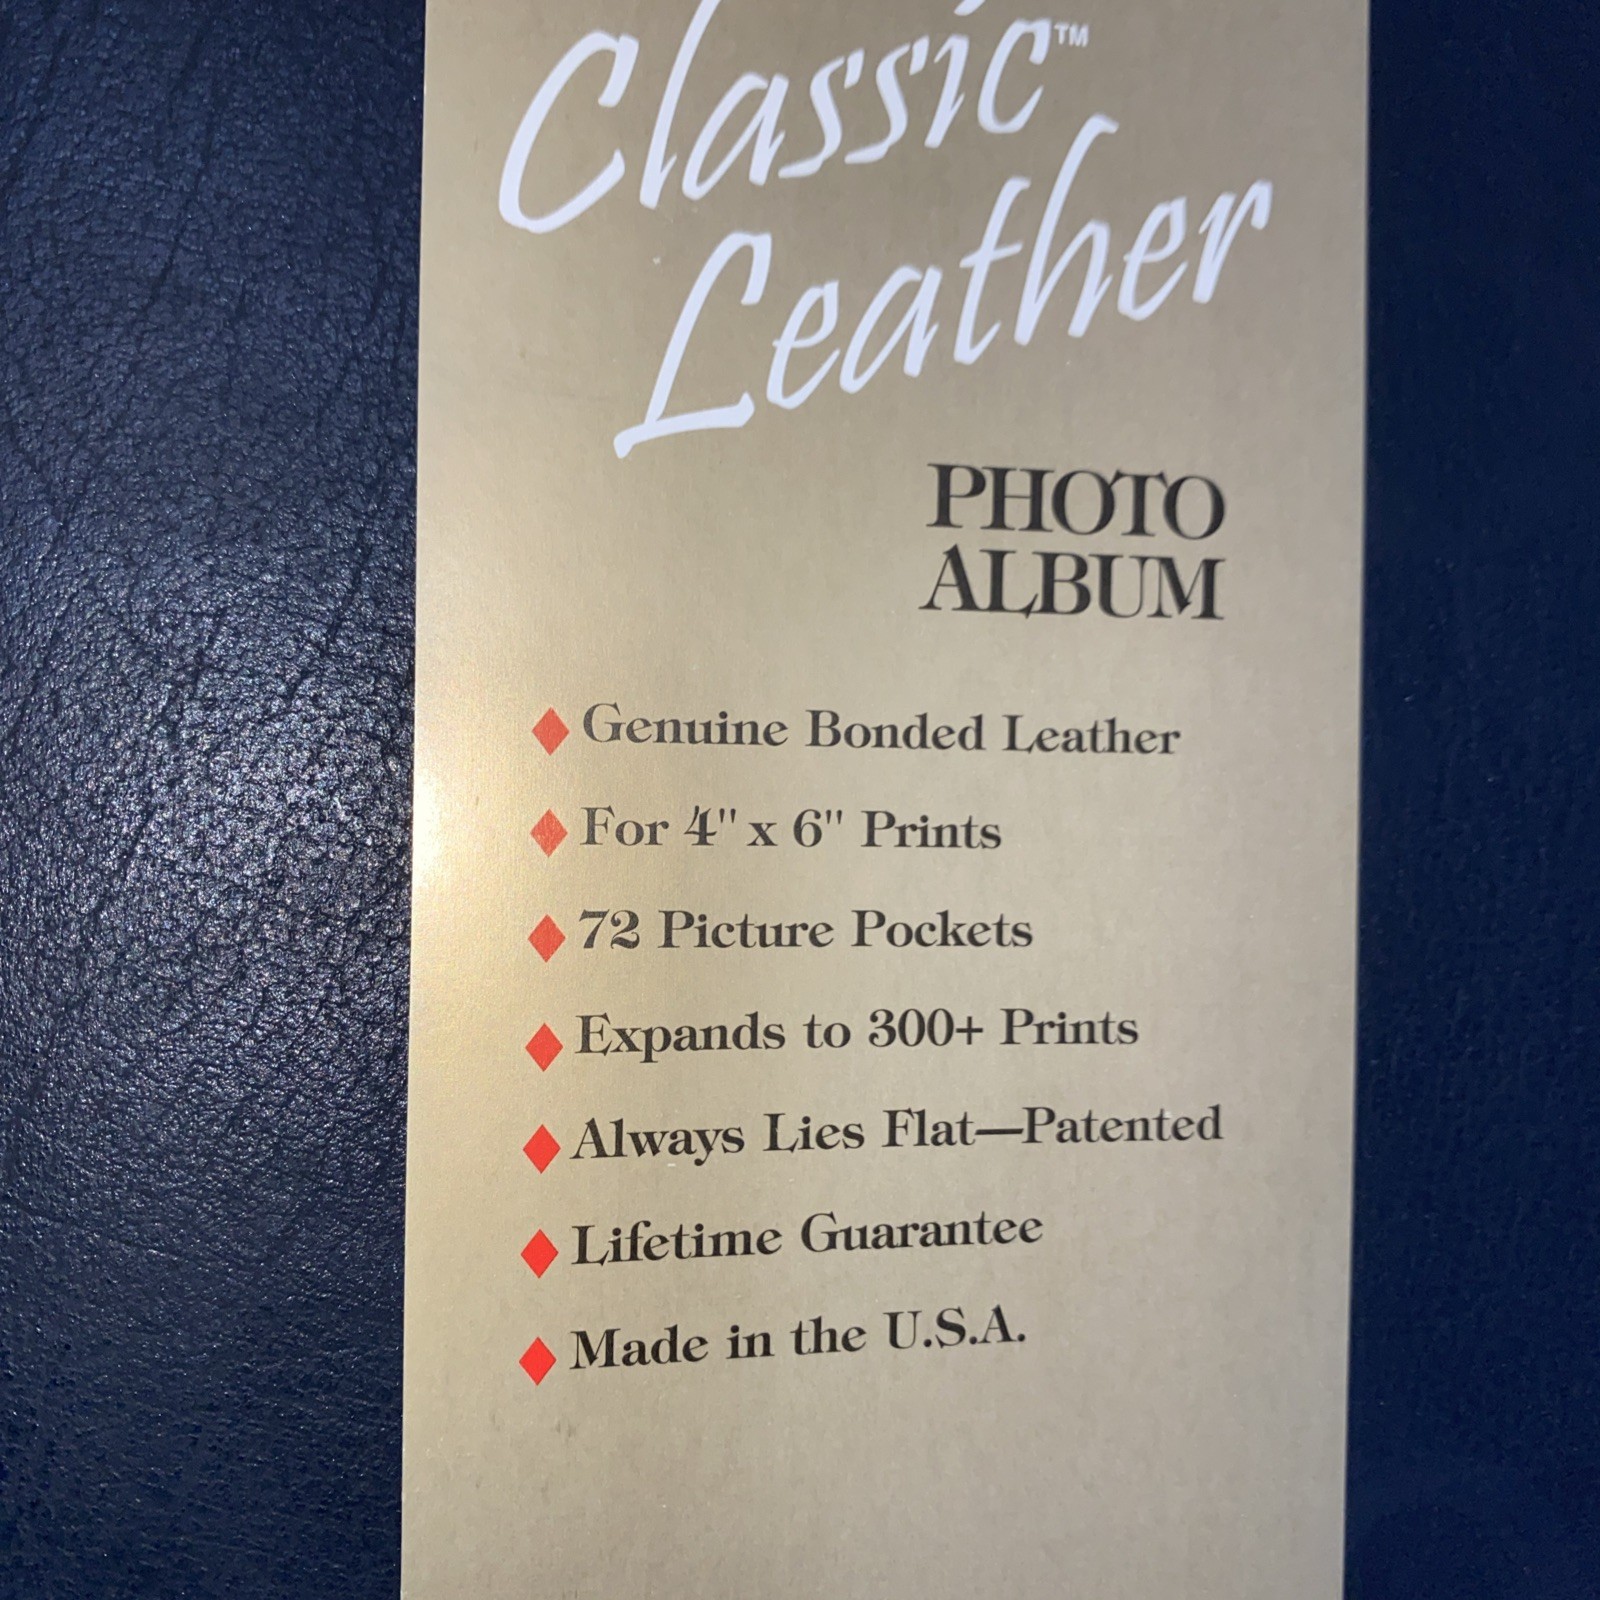 Classic™
Leather
PHOTO
ALBUM
Genuine Bonded Leather
For 4" x 6" Prints
72 Picture Pockets
Expands to 300+ Prints
Always Lies Flat—Patented
Lifetime Guarantee
Made in the U.S.A.